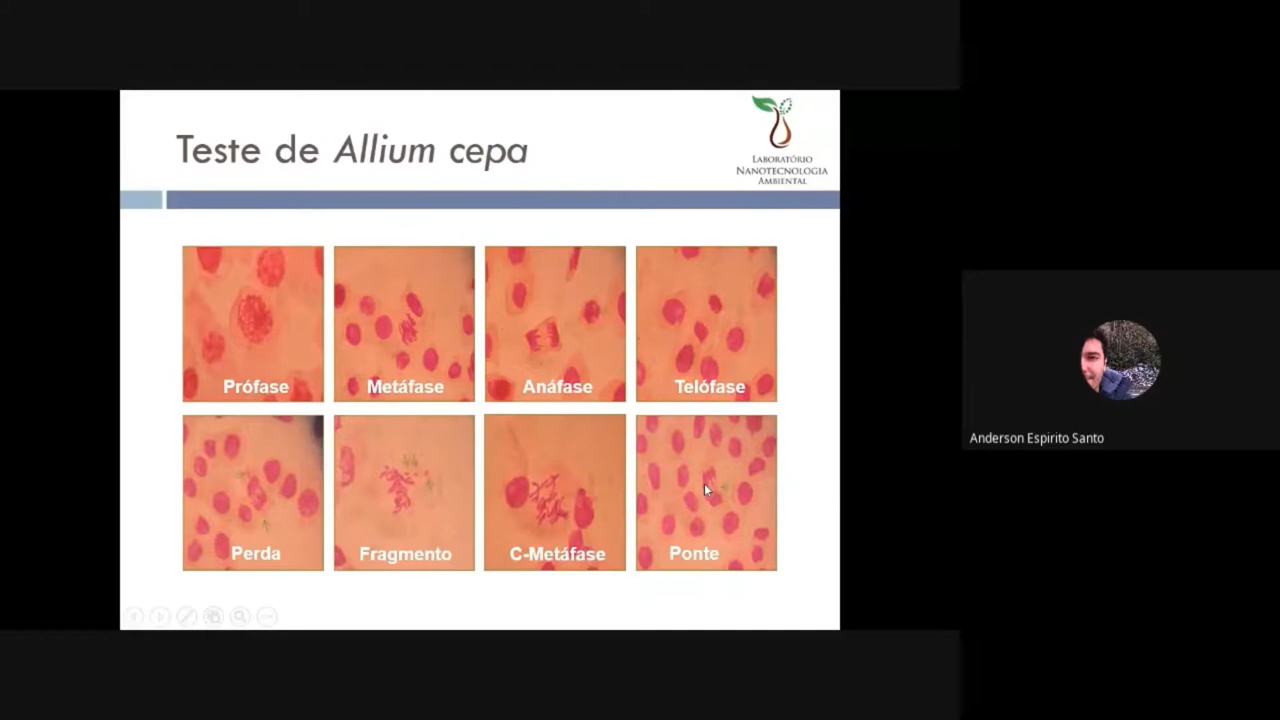 Teste de Allium cepa
LABORATÓRIO
NANOTECNOLOGIA
AMBIENTAL
Prófase
Metáfase
Anáfase
Telófase
Perda
Fragmento
C-Metáfase
Ponte
Anderson Espirito Santo